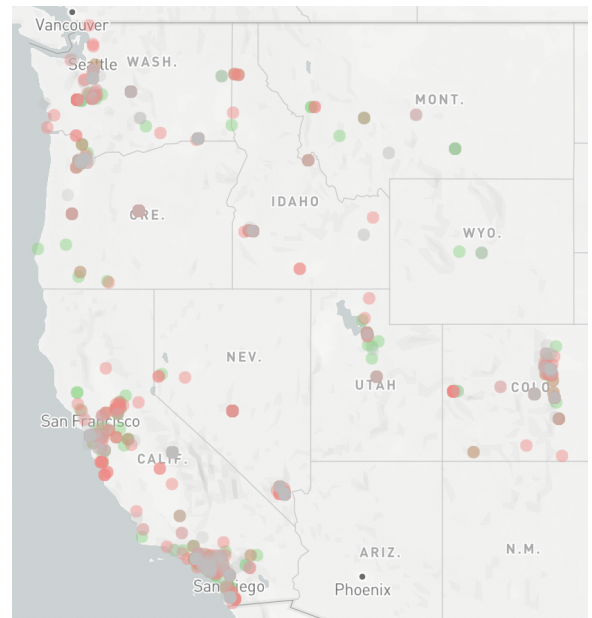 Vancouver
Seattle
WASH.
MONT.
ORE.
IDAHO
WYO.
NEV.
UTAH
COLO.
San Francisco
CALIF.
ARIZ.
N.M.
San Diego
Phoenix